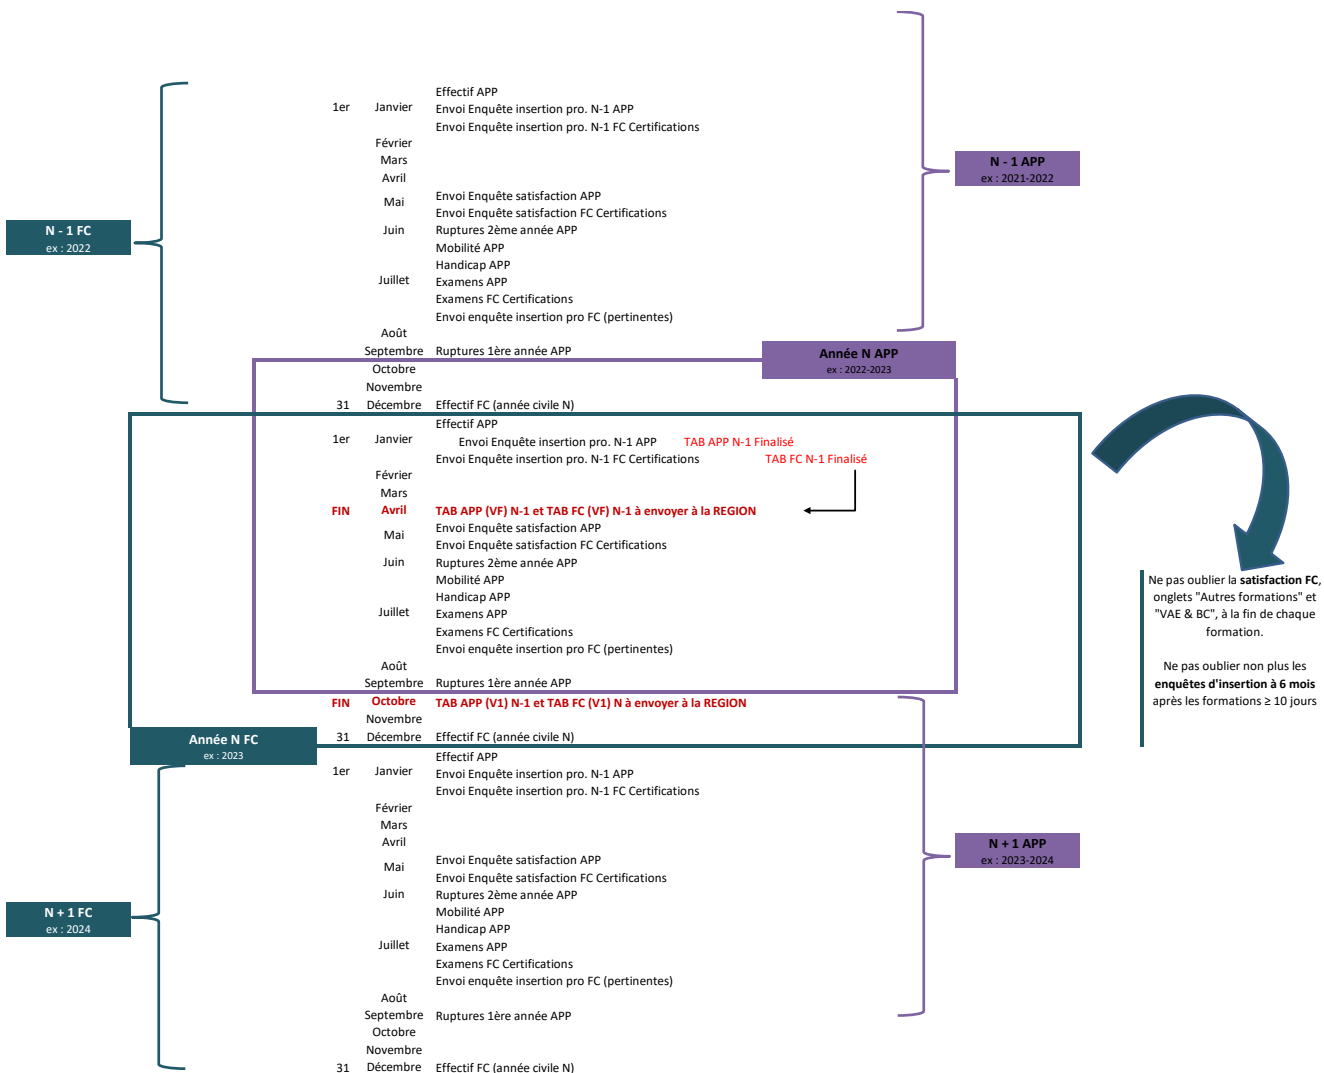 Effectif APP
1er Janvier Envoi Enquête insertion pro. N-1 APP
Envoi Enquête insertion pro. N-1 FC Certifications
Février
Mars
N - 1 APP
ex : 2021-2022
Avril
Envoi Enquête satisfaction APP
Mai
Envoi Enquête satisfaction FC Certifications
N - 1 FC
ex : 2022
Juin Ruptures 2ème année APP
Mobilité APP
Handicap APP
Juillet Examens APP
Examens FC Certifications
Envoi enquête insertion pro FC (pertinentes)
Août
Septembre Ruptures 1ère année APP
Année N APP
ex : 2022-2023
Octobre
Novembre
31 Décembre Effectif FC (année civile N)
Effectif APP
1er Janvier Envoi Enquête insertion pro. N-1 APP TAB APP N-1 Finalisé
Envoi Enquête insertion pro. N-1 FC Certifications TAB FC N-1 Finalisé
Février
Mars
FIN Avril TAB APP (VF) N-1 et TAB FC (VF) N-1 à envoyer à la REGION
Envoi Enquête satisfaction APP
Mai
Envoi Enquête satisfaction FC Certifications
Juin Ruptures 2ème année APP
Mobilité APP
Handicap APP
Juillet Examens APP
Examens FC Certifications
Envoi enquête insertion pro FC (pertinentes)
Août
Septembre Ruptures 1ère année APP
Ne pas oublier la satisfaction FC,
onglets "Autres formations" et
"VAE & BC", à la fin de chaque
formation.
Ne pas oublier non plus les
enquêtes d'insertion à 6 mois
après les formations ≥ 10 jours
FIN Octobre TAB APP (V1) N-1 et TAB FC (V1) N à envoyer à la REGION
Novembre
31 Décembre Effectif FC (année civile N)
Année N FC
ex : 2023
Effectif APP
1er Janvier Envoi Enquête insertion pro. N-1 APP
Envoi Enquête insertion pro. N-1 FC Certifications
Février
Mars
Avril
N + 1 APP
ex : 2023-2024
Envoi Enquête satisfaction APP
Mai
Envoi Enquête satisfaction FC Certifications
Juin Ruptures 2ème année APP
N + 1 FC
ex : 2024
Mobilité APP
Handicap APP
Juillet Examens APP
Examens FC Certifications
Envoi enquête insertion pro FC (pertinentes)
Août
Septembre Ruptures 1ère année APP
Octobre
Novembre
31 Décembre Effectif FC (année civile N)